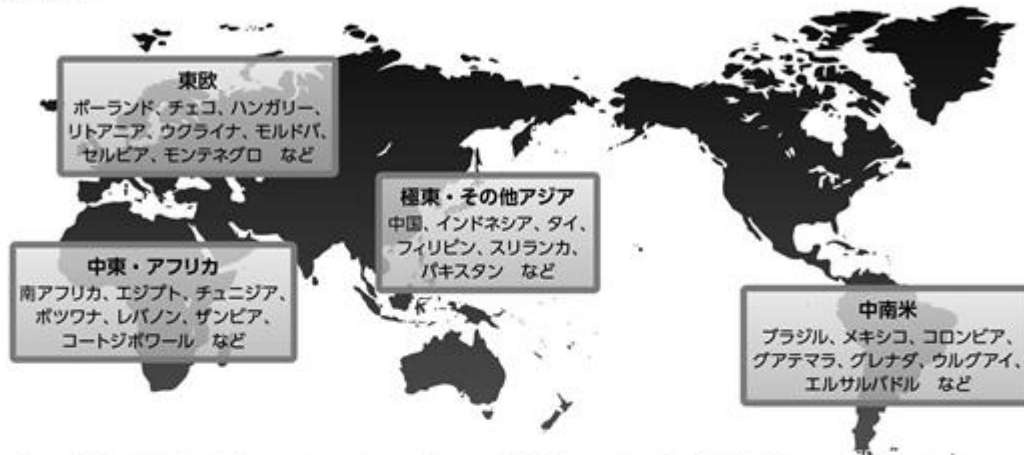 東欧
ポーランド、チェコ、ハンガリー、
リトアニア、ウクライナ、モルドバ、
セルビア、モンテネグロ など
極東・その他アジア
中国、インドネシア、タイ、
フィリピン、スリランカ、
パキスタン など
中東・アフリカ
南アフリカ、エジプト、チュニジア、
ボツワナ、レバノン、ザンビア、
コートジボワール など
中南米
ブラジル、メキシコ、コロンビア、
グアテマラ、グレナダ、ウルグアイ、
エルサルバドル など